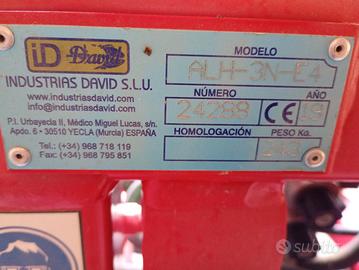 iD David
INDUSTRIAS DAVID S.L.U.
www.industriasdavid.com
info@industriasdavid.com
P.I. Urbayecla II, Médico Miguel Lucas, s/n.
Apdo. 6 - 30510 YECLA (Murcia) ESPAÑA
Tel.: (+34) 968 718 119
Fax: (+34) 968 795 851
MODELO
ALH-3N-E4
NÚMERO
AÑO
24288
CE
19
HOMOLOGACIÓN
PESO Kg.
subito